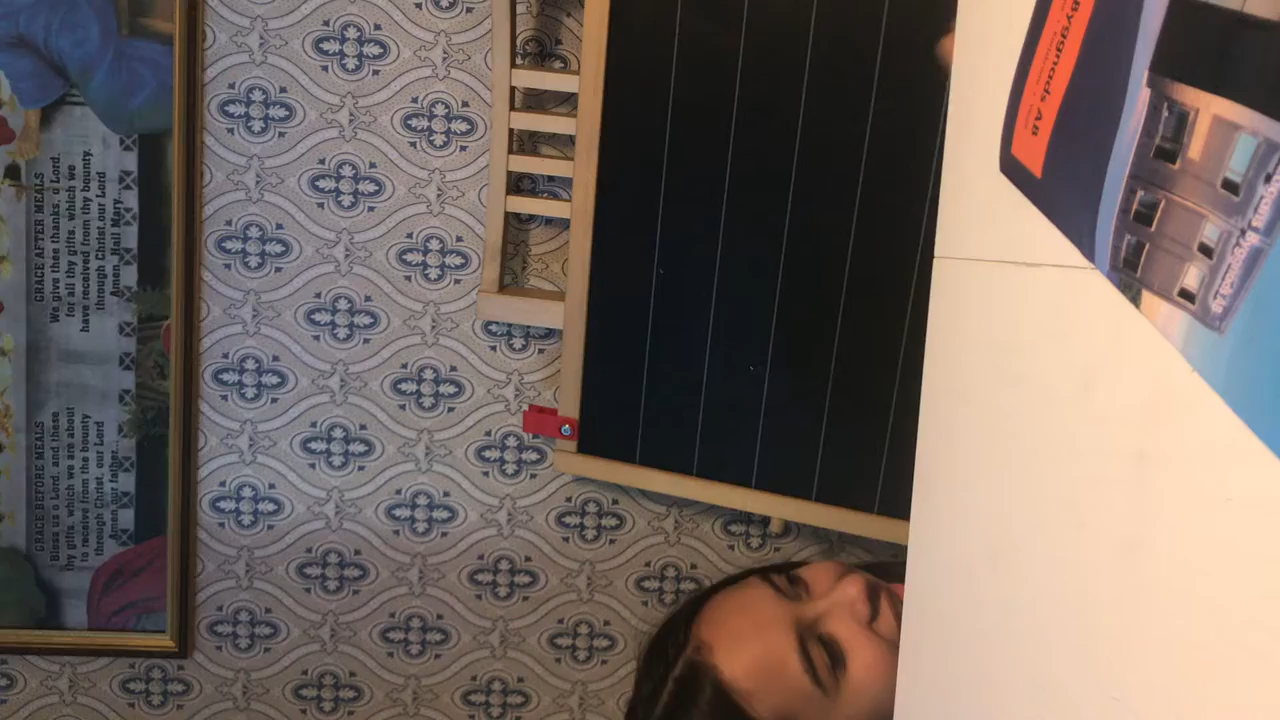 GRACE BEFORE MEALS
Bless us o Lord, and these
thy gifts, which we are about
to receive from the bounty
through Christ, our Lord
Amen, our father...
GRACE AFTER MEALS
We give thee thanks, o Lord.
for all thy gifts, which we
have received from thy bounty.
through Christ,our Lord
Amen, Hail Mary...
Byggnads AB